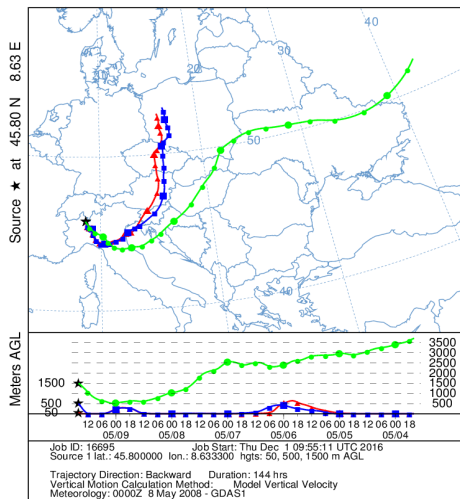 Source ★ at 45.80 N 8.63 E
40
30
20
50
40
Meters AGL
1500
500
50
3500
3000
2500
2000
1500
1000
500
12 06 00 18 12 06 00 18 12 06 00 18 12 06 00 18 12 06 00 18 12 06 00 18
05/09 05/08 05/07 05/06 05/05 05/04
Job ID: 16695 Job Start: Thu Dec 1 09:55:11 UTC 2016
Source 1 lat.: 45.800000 lon.: 8.633300 hgts: 50, 500, 1500 m AGL
Trajectory Direction: Backward Duration: 144 hrs
Vertical Motion Calculation Method: Model Vertical Velocity
Meteorology: 0000Z 8 May 2008 - GDAS1